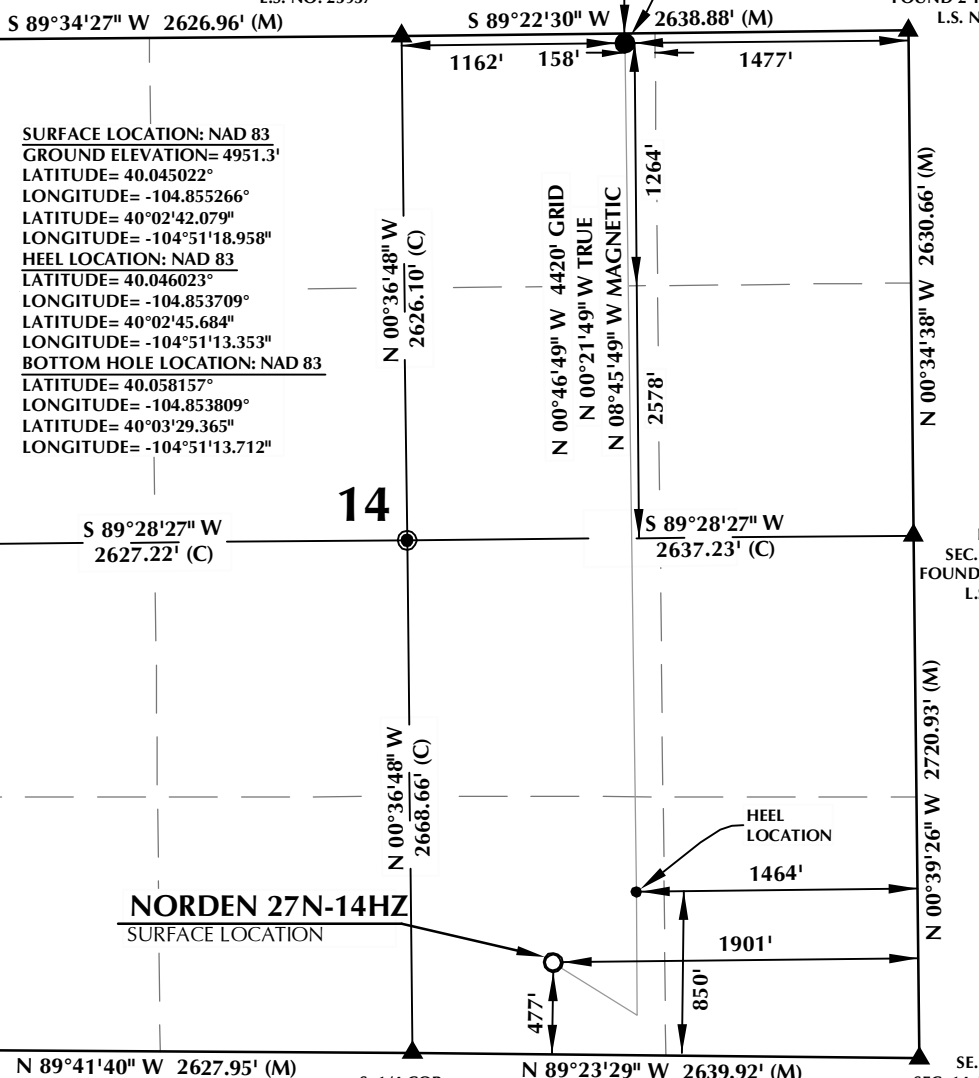 L.S. NO. 23957
S 89°34'27" W 2626.96' (M)
S 89°22'30" W 2638.88' (M)
L.S. N
1162'
158'
1477'
SURFACE LOCATION: NAD 83
GROUND ELEVATION= 4951.3'
LATITUDE= 40.045022°
LONGITUDE= -104.855266°
LATITUDE= 40°02'42.079"
LONGITUDE= -104°51'18.958"
HEEL LOCATION: NAD 83
LATITUDE= 40.046023°
LONGITUDE= -104.853709°
LATITUDE= 40°02'45.684"
LONGITUDE= -104°51'13.353"
BOTTOM HOLE LOCATION: NAD 83
LATITUDE= 40.058157°
LONGITUDE= -104.853809°
LATITUDE= 40°03'29.365"
LONGITUDE= -104°51'13.712"
N 00°36'48" W
2626.10' (C)
N 00°46'49" W 4420' GRID
N 00°21'49" W TRUE
N 08°45'49" W MAGNETIC
1264'
2578'
N 00°34'38" W 2630.66' (M)
14
S 89°28'27" W
2627.22' (C)
S 89°28'27" W
2637.23' (C)
SEC.
FOUND
L.S
N 00°36'48" W
2668.66' (C)
N 00°39'26" W 2720.93' (M)
HEEL
LOCATION
1464'
NORDEN 27N-14HZ
SURFACE LOCATION
1901'
477'
850'
N 89°41'40" W 2627.95' (M)
N 89°23'29" W 2639.92' (M)
SE.